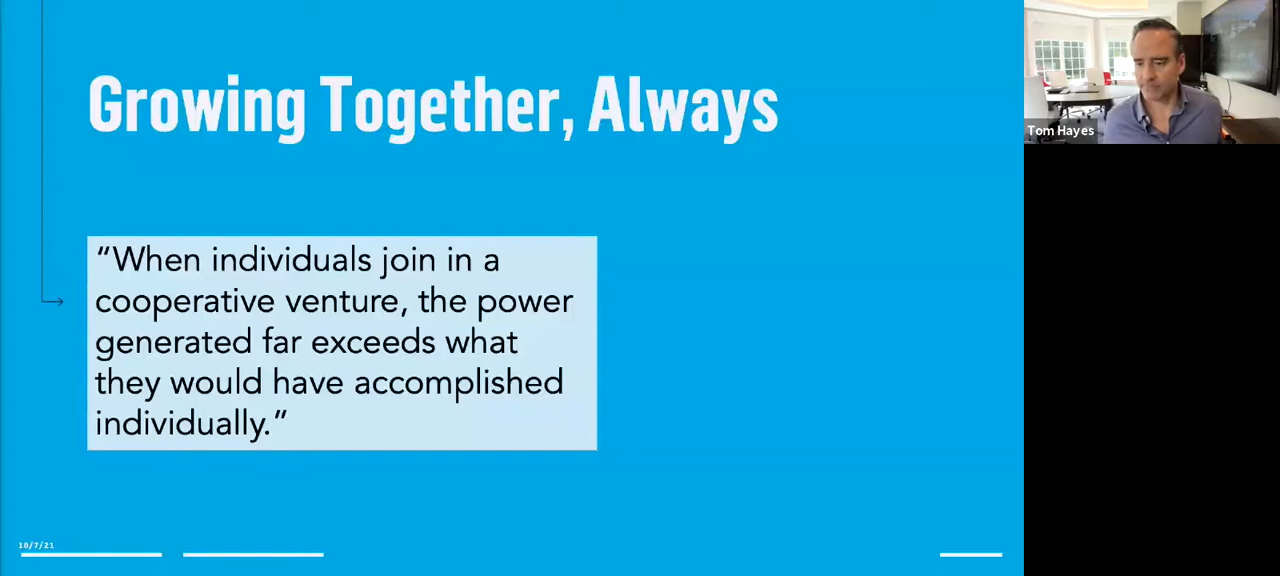 Growing Together, Always
Tom Hayes
“When individuals join in a
cooperative venture, the power
generated far exceeds what
they would have accomplished
individually.”
10/7/21